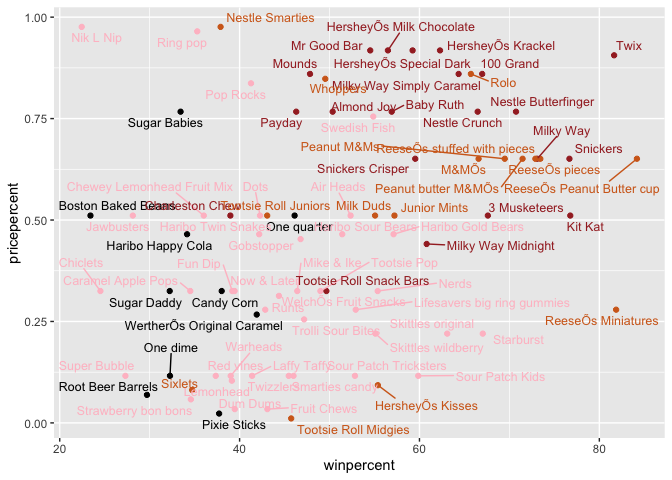 1.00
0.75
0.50
0.25
0.00
pricepercent
Nik L Nip
Ring pop
Nestle Smarties
HersheyÕs Milk Chocolate
Mr Good Bar
HersheyÕs Krackel
Twix
Mounds
HersheyÕs Special Dark
100 Grand
Whoppers
Rolo
Pop Rocks
Milky Way Simply Caramel
Sugar Babies
Payday
Almond Joy
Baby Ruth
Nestle Butterfinger
Swedish Fish
Nestle Crunch
Milky Way
Peanut M&Ms
ReeseÕs stuffed with pieces
Snickers
Snickers Crisper
M&MÕs
ReeseÕs pieces
Peanut butter M&MÕs
ReeseÕs Peanut Butter cup
Chewey Lemonhead Fruit Mix
Dots
Air Heads
Boston Baked Beans
Charleston Chew
Tootsie Roll Juniors
Milk Duds
Junior Mints
3 Musketeers
Jawbusters
Haribo Twin Snakes
One quarter
Haribo Sour Bears
Haribo Gold Bears
Kit Kat
Haribo Happy Cola
Gobstopper
Milky Way Midnight
Chiclets
Fun Dip
Mike & Ike
Tootsie Pop
Caramel Apple Pops
Now & Later
Tootsie Roll Snack Bars
Nerds
Sugar Daddy
Candy Corn
WelchÕs Fruit Snacks
Runts
Lifesavers big ring gummies
WertherÕs Original Caramel
Trolli Sour Bites
Skittles original
ReeseÕs Miniatures
Skittles wildberry
Starburst
One dime
Warheads
Super Bubble
Red vines
Laffy Taffy
Sour Patch Tricksters
Root Beer Barrels
Sixlets
Lemonhead
Twizzlers
Smarties candy
Sour Patch Kids
Strawberry bon bons
Dum Dums
Fruit Chews
HersheyÕs Kisses
Pixie Sticks
Tootsie Roll Midgies
20
40
60
80
winpercent